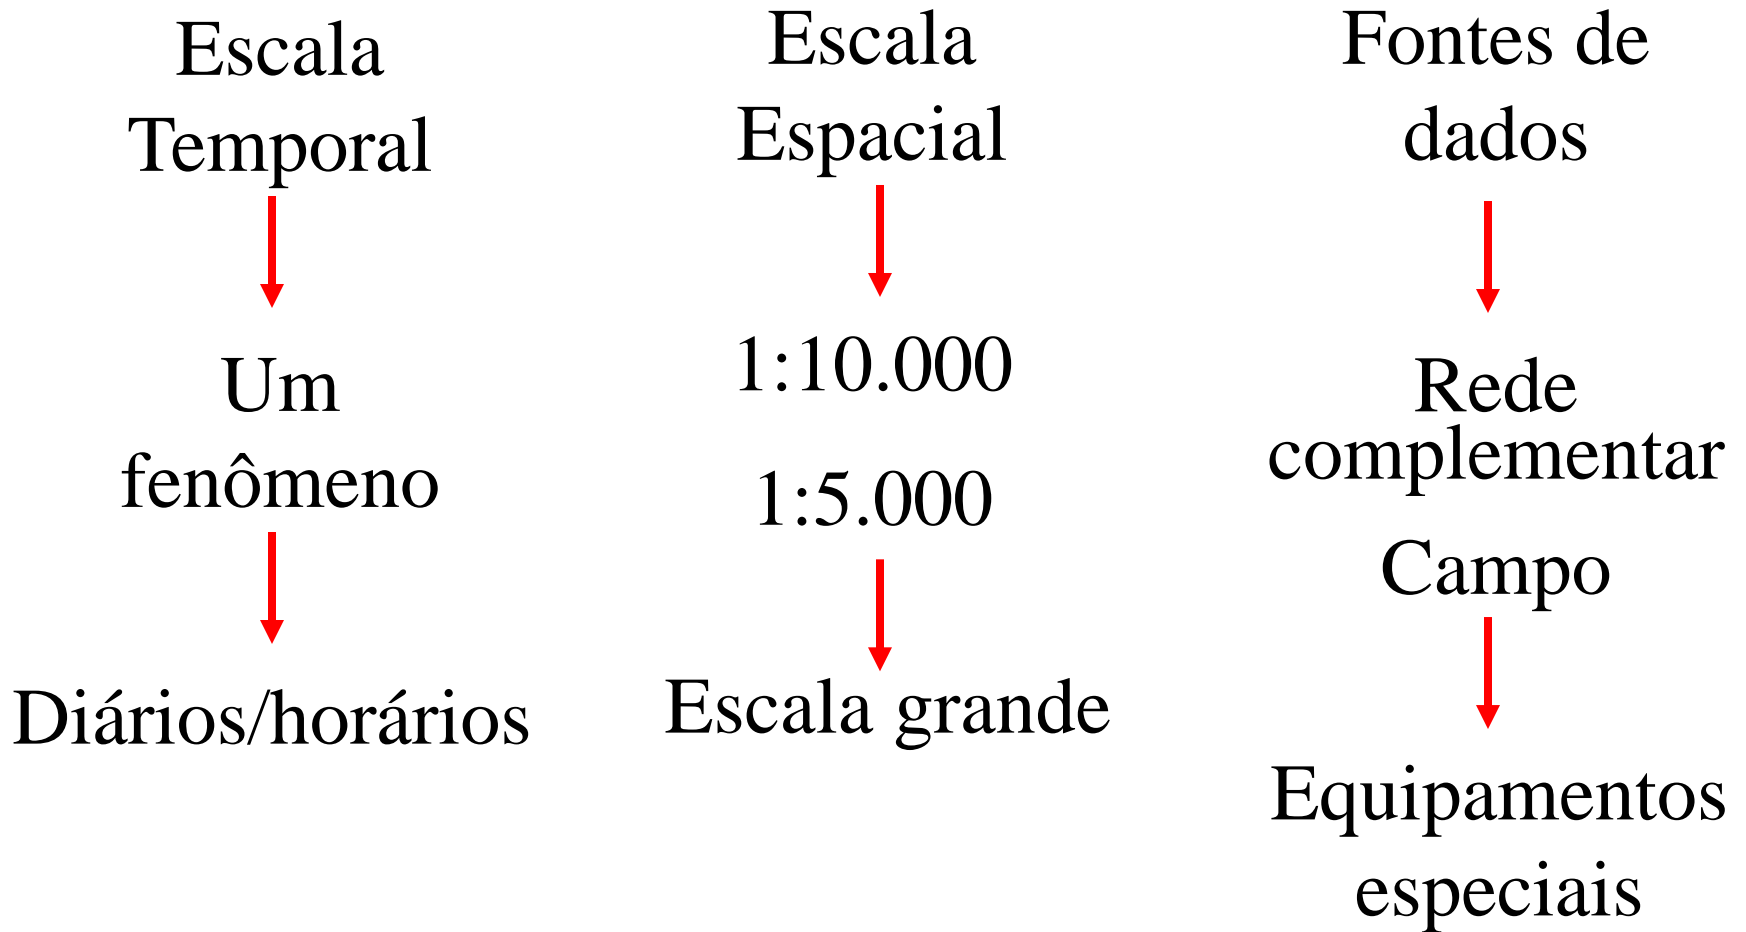 Escala
Temporal
Um
fenômeno
Diários/horários
Escala
Espacial
1:10.000
1:5.000
Escala grande
Fontes de
dados
Rede
complementar
Campo
Equipamentos
especiais